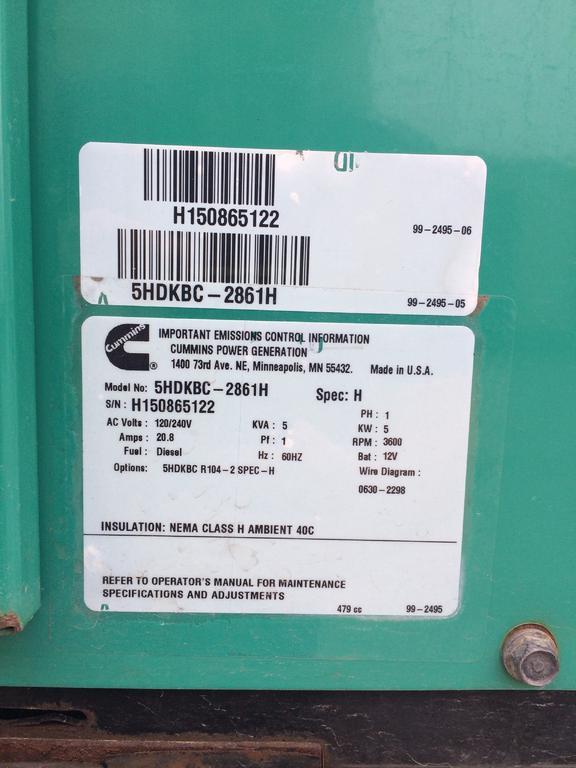 H150865122
99-2495-06
5HDKBC-2861H
99-2495-05
Cummins
IMPORTANT EMISSIONS CONTROL INFORMATION
CUMMINS POWER GENERATION
1400 73rd Ave. NE, Minneapolis, MN 55432. Made in U.S.A.
Model No: 5HDKBC-2861H Spec: H
S/N: H150865122 PH: 1
AC Volts: 120/240V KVA: 5 KW: 5
Amps: 20.8 Pf: 1 RPM: 3600
Fuel: Diesel Hz: 60HZ Bat: 12V
Options: 5HDKBC R104-2 SPEC-H Wire Diagram:
0630-2298
INSULATION: NEMA CLASS H AMBIENT 40C
REFER TO OPERATOR'S MANUAL FOR MAINTENANCE
SPECIFICATIONS AND ADJUSTMENTS
479 cc 99-2495